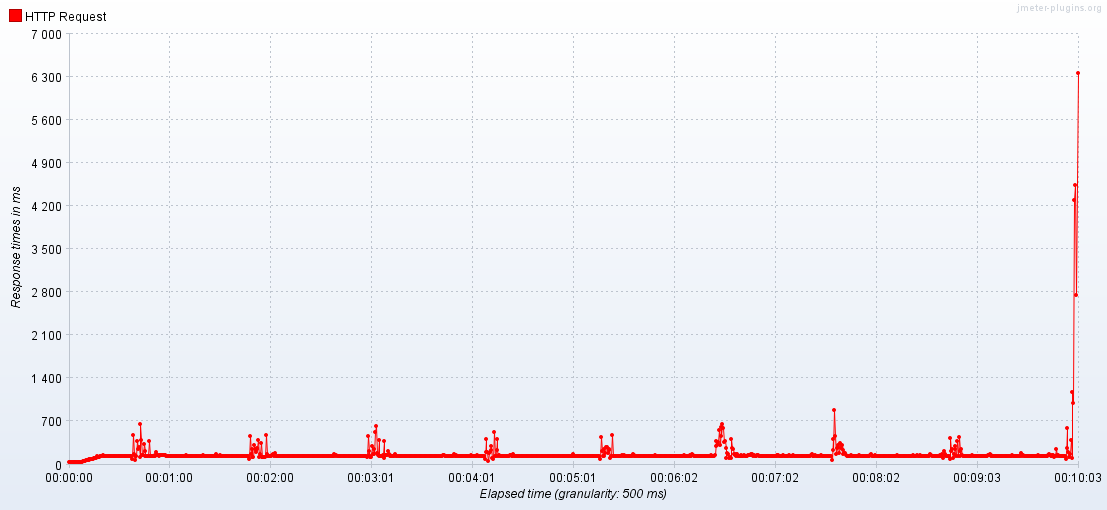 jmeter-plugins.org
HTTP Request
7 000
6 300
5 600
4 900
4 200
3 500
2 800
2 100
1 400
700
0
Response times in ms
00:00:00 00:01:00 00:02:00 00:03:01 00:04:01 00:05:01 00:06:02 00:07:02 00:08:02 00:09:03 00:10:03
Elapsed time (granularity: 500 ms)